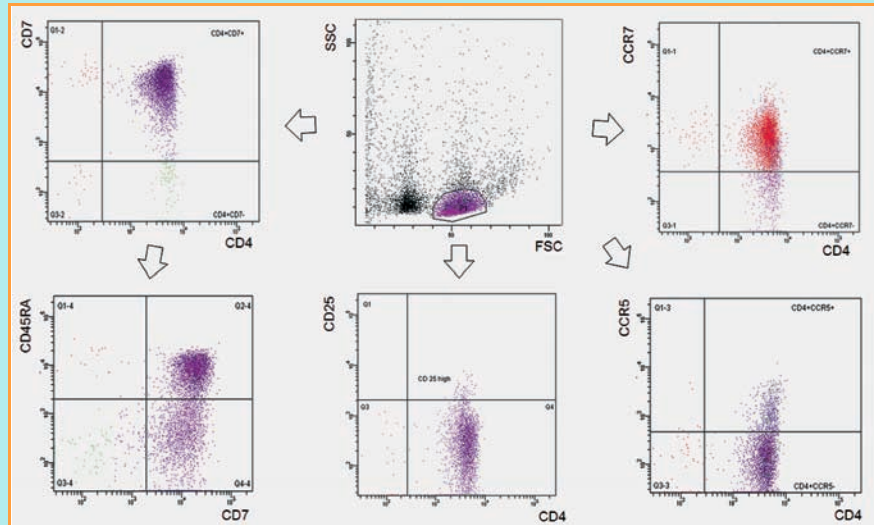 CD7
Q1-2
CD4+CD7+
Q3-2
CD4+CD7-
CD4
SSC
FSC
CCR7
Q1-1
CD4+CCR7+
Q3-1
CD4+CCR7-
CD4
CD45RA
Q1-4
Q2-4
Q3-4
Q4-4
CD7
CD25
Q1
CD 25 high
Q3
Q4
CD4
CCR5
Q1-3
CD4+CCR5+
Q3-3
CD4+CCR5-
CD4